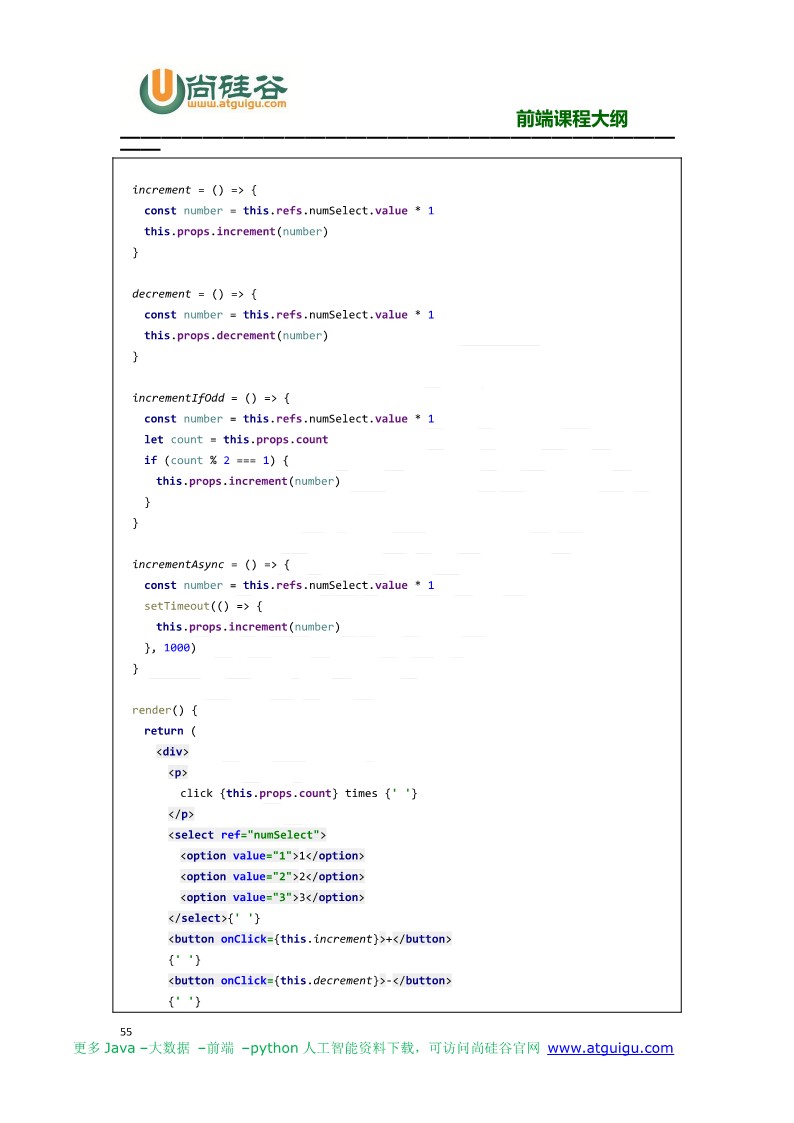 尚硅谷
www.atguigu.com
前端课程大纲
increment = () => {
  const number = this.refs.numSelect.value * 1
  this.props.increment(number)
}
decrement = () => {
  const number = this.refs.numSelect.value * 1
  this.props.decrement(number)
}
incrementIfOdd = () => {
  const number = this.refs.numSelect.value * 1
  let count = this.props.count
  if (count % 2 === 1) {
    this.props.increment(number)
  }
}
incrementAsync = () => {
  const number = this.refs.numSelect.value * 1
  setTimeout(() => {
    this.props.increment(number)
  }, 1000)
}
render() {
  return (
    <div>
      <p>
        click {this.props.count} times {' '}
      </p>
      <select ref="numSelect">
        <option value="1">1</option>
        <option value="2">2</option>
        <option value="3">3</option>
      </select>{' '}
      <button onClick={this.increment}>+</button>
      {' '}
      <button onClick={this.decrement}>-</button>
      {' '}
55
更多 Java –大数据 –前端 –python 人工智能资料下载，可访问尚硅谷官网 www.atguigu.com